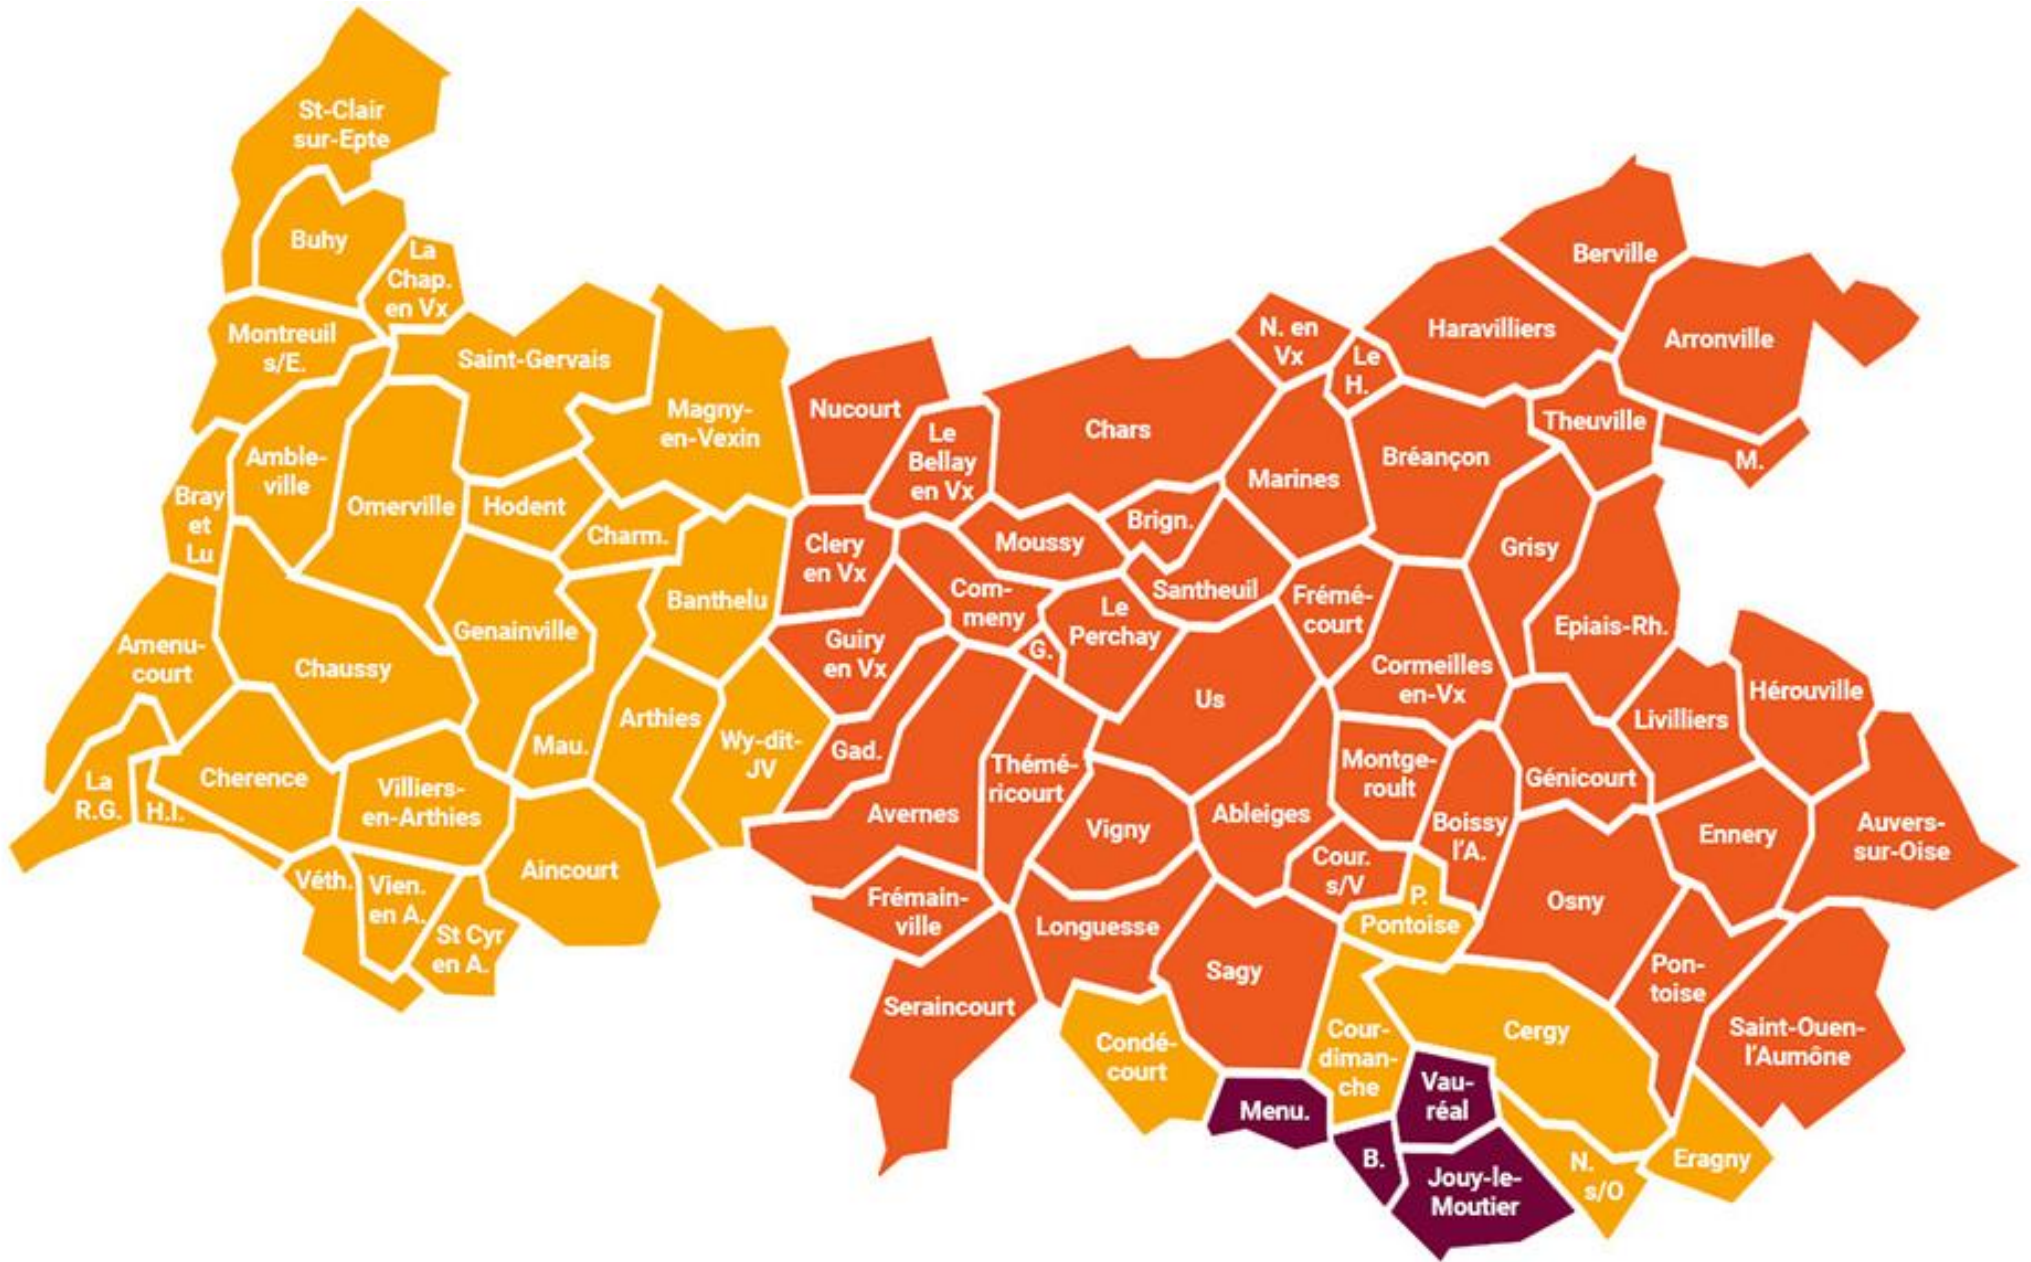 St-Clair
sur-Epte
Buhy
La
Chap.
en Vx
Montreuil
s/E.
Saint-Gervais
Magny-
en-Vexin
Amble-
ville
Bray
et
Lu
Omerville
Hodent
Charm.
Banthelu
Genainville
Amenu-
court
Chaussy
Arthies
Mau.
Wy-dit-
JV
La
R.G.
H.I.
Cherence
Villiers-
en-Arthies
Aincourt
Véth.
Vien.
en A.
St Cyr
en A.
Nucourt
Le
Bellay
en Vx
Chars
N. en
Vx
Le
H.
Haravilliers
Berville
Arronville
Theuville
M.
Marines
Bréançon
Grisy
Brign.
Moussy
Clery
en Vx
Com-
meny
Santheuil
Frémé-
court
Le
Perchay
G.
Guiry
en Vx
Epiais-Rh.
Cormeilles
en-Vx
Us
Livilliers
Hérouville
Gad.
Avernes
Thémé-
ricourt
Vigny
Ableiges
Montge-
roult
Boissy
l'A.
Génicourt
Ennery
Auvers-
sur-Oise
Cour.
s/V
P.
Pontoise
Osny
Frémain-
ville
Longuesse
Sagy
Pon-
toise
Saint-Ouen-
l'Aumône
Seraincourt
Condé-
court
Cour-
diman-
che
Cergy
Menu.
Vau-
réal
B.
Jouy-le-
Moutier
N.
s/O
Eragny